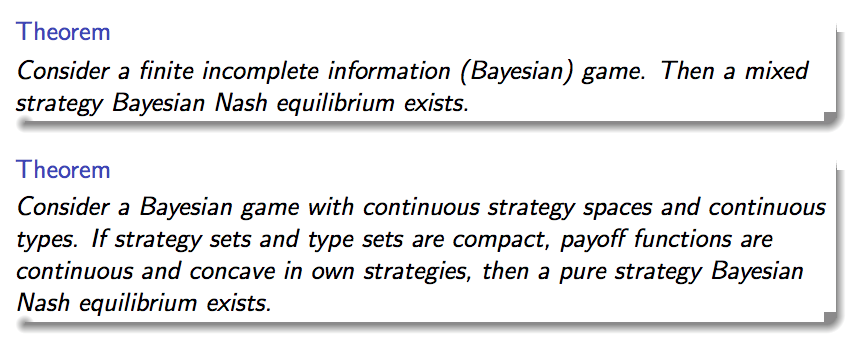 Theorem
Consider a finite incomplete information (Bayesian) game. Then a mixed
strategy Bayesian Nash equilibrium exists.
Theorem
Consider a Bayesian game with continuous strategy spaces and continuous
types. If strategy sets and type sets are compact, payoff functions are
continuous and concave in own strategies, then a pure strategy Bayesian
Nash equilibrium exists.